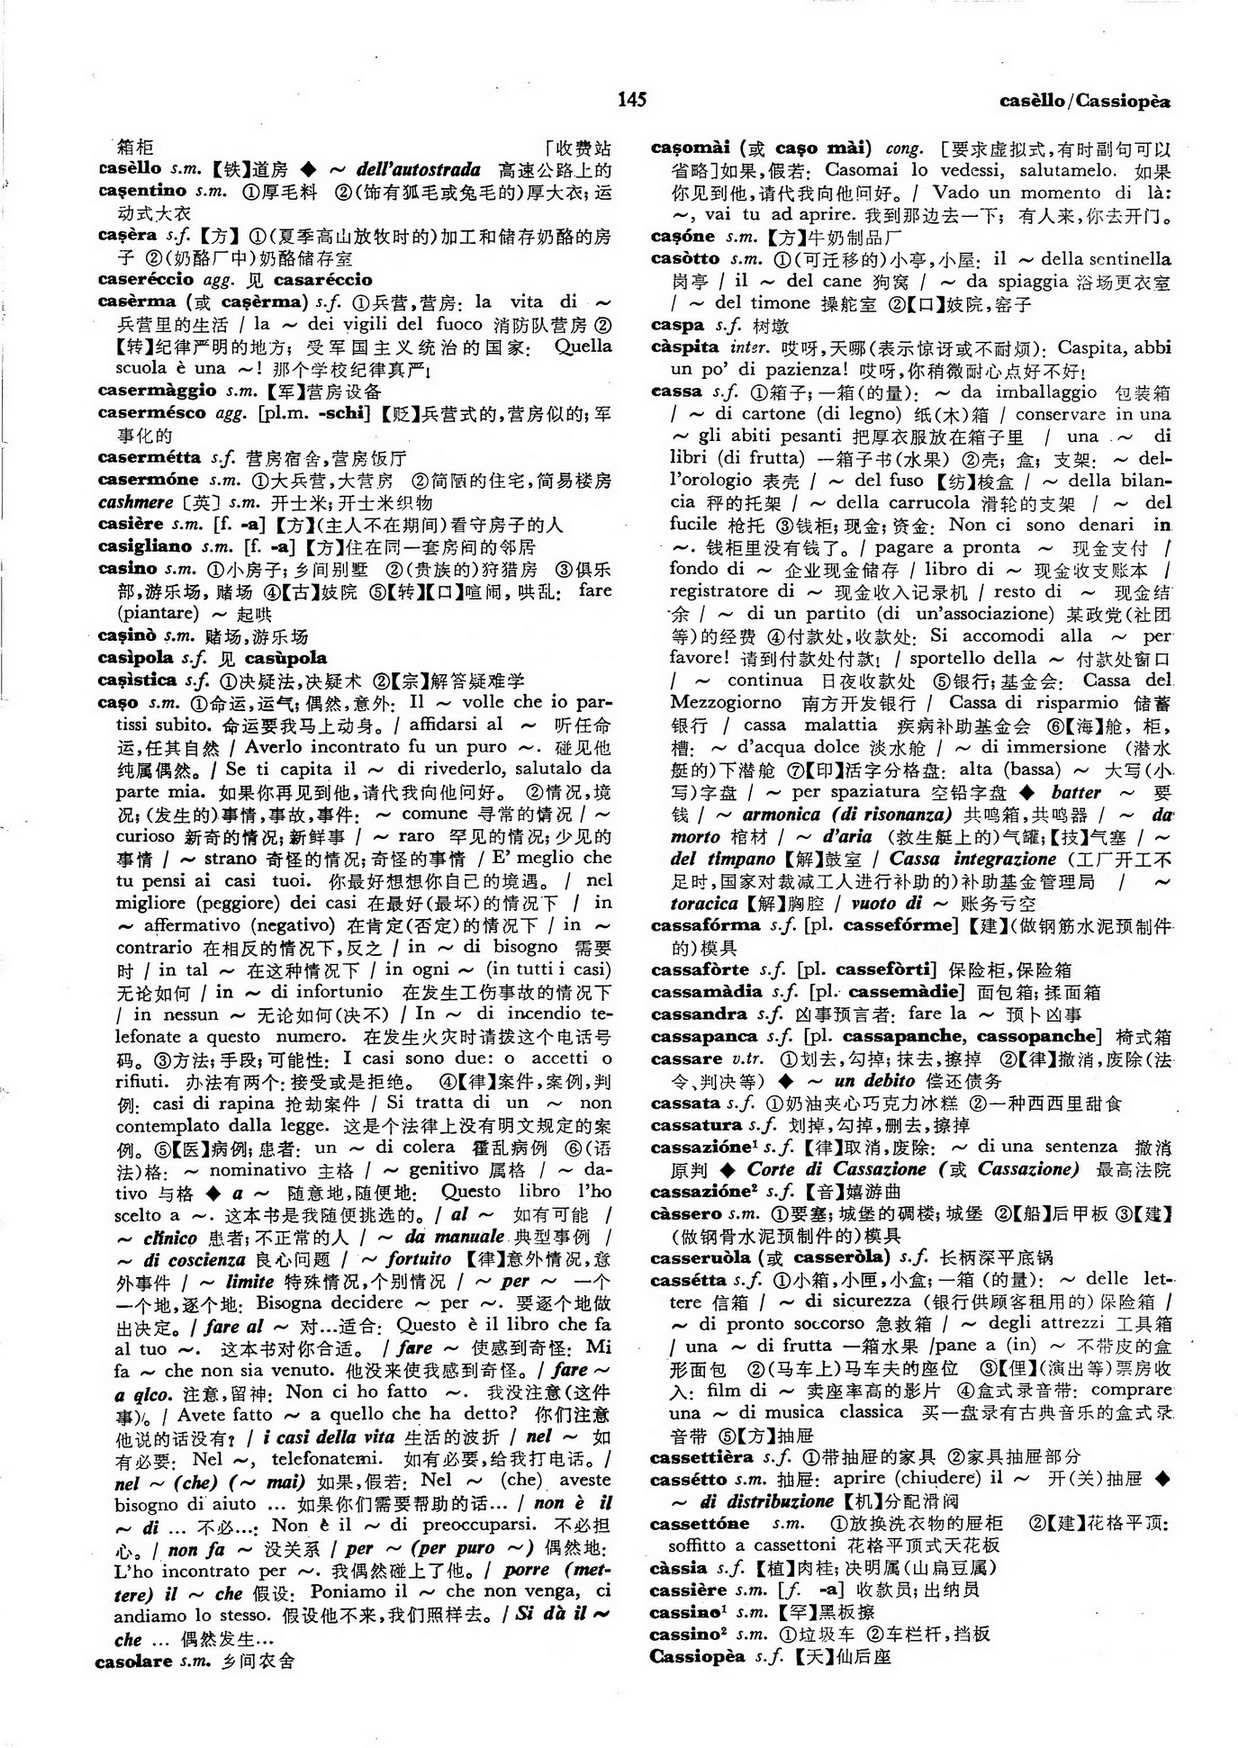 145
casèllo/Cassiopèa
箱柜 「收费站
casèllo s.m. 【铁】道房 ◆ ～ dell'autostrada 高速公路上的
caṣentino s.m. ①厚毛料 ②(饰有狐毛或兔毛的)厚大衣; 运
动式大衣
caṣèra s.f. 【方】 ①(夏季高山放牧时的)加工和储存奶酪的房
子 ②(奶酪厂中)奶酪储存室
caseréccio agg. 见 casaréccio
casèrma (或 caṣèrma) s.f. ①兵营,营房: la vita di ～
兵营里的生活 / la ～ dei vigili del fuoco 消防队营房 ②
【转】纪律严明的地方; 受军国主义统治的国家: Quella
scuola è una ～! 那个学校纪律真严!
casermàggio s.m. 【军】营房设备
casermésco agg. [pl.m. -schi] 【贬】兵营式的,营房似的; 军
事化的
casermétta s.f. 营房宿舍,营房饭厅
casermóne s.m. ①大兵营,大营房 ②简陋的住宅,简易楼房
cashmere [英] s.m. 开士米; 开士米织物
casière s.m. [f. -a] 【方】(主人不在期间)看守房子的人
casigliano s.m. [f. -a] 【方】住在同一套房间的邻居
casino s.m. ①小房子; 乡间别墅 ②(贵族的)狩猎房 ③俱乐
部,游乐场, 赌场 ④【古】妓院 ⑤【转】【口】喧闹, 哄乱: fare
(piantare) ～ 起哄
caṣinò s.m. 赌场,游乐场
casìpola s.f. 见 casùpola
caṣìstica s.f. ①决疑法,决疑术 ②【宗】解答疑难学
caṣo s.m. ①命运,运气; 偶然,意外: Il ～ volle che io par-
tissi subito. 命运要我马上动身。 / affidarsi al ～ 听任命
运,任其自然 / Averlo incontrato fu un puro ～. 碰见他
纯属偶然。 / Se ti capita il ～ di rivederlo, salutalo da
parte mia. 如果你再见到他,请代我向他问好。 ②情况,境
况; (发生的)事情,事故,事件: ～ comune 寻常的情况 / ～
curioso 新奇的情况; 新鲜事 / ～ raro 罕见的情况; 少见的
事情 / ～ strano 奇怪的情况; 奇怪的事情 / E' meglio che
tu pensi ai casi tuoi. 你最好想想你自己的境遇。 / nel
migliore (peggiore) dei casi 在最好(最坏)的情况下 / in
～ affermativo (negativo) 在肯定(否定)的情况下 / in ～
contrario 在相反的情况下,反之 / in ～ di bisogno 需要
时 / in tal ～ 在这种情况下 / in ogni ～ (in tutti i casi)
无论如何 / in ～ di infortunio 在发生工伤事故的情况下
/ in nessun ～ 无论如何(决不) / In ～ di incendio te-
lefonate a questo numero. 在发生火灾时请拨这个电话号
码。 ③方法; 手段; 可能性: I casi sono due: o accetti o
rifiuti. 办法有两个: 接受或是拒绝。 ④【律】案件,案例,判
例: casi di rapina 抢劫案件 / Si tratta di un ～ non
contemplato dalla legge. 这是个法律上没有明文规定的案
例。 ⑤【医】病例; 患者: un ～ di colera 霍乱病例 ⑥(语
法)格: ～ nominativo 主格 / ～ genitivo 属格 / ～ da-
tivo 与格 ◆ a ～ 随意地,随便地: Questo libro l'ho
scelto a ～. 这本书是我随便挑选的。 / al ～ 如有可能 /
～ clinico 患者; 不正常的人 / ～ da manuale 典型事例 /
～ di coscienza 良心问题 / ～ fortuito 【律】意外情况,意
外事件 / ～ limite 特殊情况,个别情况 / ～ per ～ 一个
一个地,逐个地: Bisogna decidere ～ per ～. 要逐个地做
出决定。 / fare al ～ 对…适合: Questo è il libro che fa
al tuo ～. 这本书对你合适。 / fare ～ 使感到奇怪: Mi
fa ～ che non sia venuto. 他没来使我感到奇怪。 / fare ～
a qlco. 注意,留神: Non ci ho fatto ～. 我没注意(这件
事)。 / Avete fatto ～ a quello che ha detto? 你们注意
他说的话没有? / i casi della vita 生活的波折 / nel ～ 如
有必要: Nel ～, telefonatemi. 如有必要,给我打电话。 /
nel ～ (che) (～ mai) 如果,假若: Nel ～ (che) aveste
bisogno di aiuto … 如果你们需要帮助的话… / non è il
～ di … 不必…: Non è il ～ di preoccuparsi. 不必担
心。 / non fa ～ 没关系 / per ～ (per puro ～) 偶然地:
L'ho incontrato per ～. 我偶然碰上了他。 / porre (met-
tere) il ～ che 假设: Poniamo il ～ che non venga, ci
andiamo lo stesso. 假设他不来,我们照样去。 / Si dà il ～
che … 偶然发生…
casolare s.m. 乡间农舍
caṣomài (或 caṣo mài) cong. [要求虚拟式,有时副句可以
省略]如果,假若: Casomai lo vedessi, salutamelo. 如果
你见到他,请代我向他问好。 / Vado un momento di là:
～, vai tu ad aprire. 我到那边去一下; 有人来,你去开门。
caṣóne s.m. 【方】牛奶制品厂
casòtto s.m. ①(可迁移的)小亭,小屋: il ～ della sentinella
岗亭 / il ～ del cane 狗窝 / ～ da spiaggia 浴场更衣室
/ ～ del timone 操舵室 ②【口】妓院,窑子
caspa s.f. 树墩
càspita inter. 哎呀,天哪(表示惊讶或不耐烦): Caspita, abbi
un po' di pazienza! 哎呀,你稍微耐心点好不好!
cassa s.f. ①箱子; 一箱(的量): ～ da imballaggio 包装箱
/ ～ di cartone (di legno) 纸(木)箱 / conservare in una
～ gli abiti pesanti 把厚衣服放在箱子里 / una ～ di
libri (di frutta) 一箱子书(水果) ②壳; 盒; 支架: ～ del-
l'orologio 表壳 / ～ del fuso 【纺】梭盒 / ～ della bilan-
cia 秤的托架 / ～ della carrucola 滑轮的支架 / ～ del
fucile 枪托 ③钱柜; 现金; 资金: Non ci sono denari in
～. 钱柜里没有钱了。 / pagare a pronta ～ 现金支付 /
fondo di ～ 企业现金储存 / libro di ～ 现金收支账本 /
registratore di ～ 现金收入记录机 / resto di ～ 现金结
余 / ～ di un partito (di un'associazione) 某政党(社团
等)的经费 ④付款处,收款处: Si accomodi alla ～ per
favore! 请到付款处付款! / sportello della ～ 付款处窗口
/ ～ continua 日夜收款处 ⑤银行; 基金会: Cassa del
Mezzogiorno 南方开发银行 / Cassa di risparmio 储蓄
银行 / cassa malattia 疾病补助基金会 ⑥【海】舱, 柜,
槽: ～ d'acqua dolce 淡水舱 / ～ di immersione (潜水
艇的)下潜舱 ⑦【印】活字分格盘: alta (bassa) ～ 大写(小
写)字盘 / ～ per spaziatura 空铅字盘 ◆ batter ～ 要
钱 / ～ armonica (di risonanza) 共鸣箱,共鸣器 / ～ da
morto 棺材 / ～ d'aria (救生艇上的)气罐;【技】气塞 / ～
del timpano 【解】鼓室 / Cassa integrazione (工厂开工不
足时,国家对裁减工人进行补助的)补助基金管理局 / ～
toracica 【解】胸腔 / vuoto di ～ 账务亏空
cassafórma s.f. [pl. casseforme] 【建】(做钢筋水泥预制件
的)模具
cassafòrte s.f. [pl. cassefòrti] 保险柜,保险箱
cassamàdia s.f. [pl. cassemàdie] 面包箱; 揉面箱
cassandra s.f. 凶事预言者: fare la ～ 预卜凶事
cassapanca s.f. [pl. cassapanche, cassopanche] 椅式箱
cassare v.tr. ①划去,勾掉; 抹去,擦掉 ②【律】撤消,废除(法
令、判决等) ◆ ～ un debito 偿还债务
cassata s.f. ①奶油夹心巧克力冰糕 ②一种西西里甜食
cassatura s.f. 划掉,勾掉,删去,擦掉
cassazióne¹ s.f. 【律】取消,废除: ～ di una sentenza 撤消
原判 ◆ Corte di Cassazione (或 Cassazione) 最高法院
cassazióne² s.f. 【音】嬉游曲
càssero s.m. ①要塞; 城堡的碉楼; 城堡 ②【船】后甲板 ③【建】
(做钢骨水泥预制件的)模具
casseruòla (或 casseròla) s.f. 长柄深平底锅
cassétta s.f. ①小箱,小匣,小盒; 一箱 (的量): ～ delle let-
tere 信箱 / ～ di sicurezza (银行供顾客租用的) 保险箱 /
～ di pronto soccorso 急救箱 / ～ degli attrezzi 工具箱
/ una ～ di frutta 一箱水果 /pane a (in) ～ 不带皮的盒
形面包 ②(马车上)马车夫的座位 ③【俚】(演出等)票房收
入: film di ～ 卖座率高的影片 ④盒式录音带: comprare
una ～ di musica classica 买一盘录有古典音乐的盒式录
音带 ⑤【方】抽屉
cassettièra s.f. ①带抽屉的家具 ②家具抽屉部分
cassétto s.m. 抽屉: aprire (chiudere) il ～ 开(关)抽屉 ◆
～ di distribuzione 【机】分配滑阀
cassettóne s.m. ①放换洗衣物的屉柜 ②【建】花格平顶:
soffitto a cassettoni 花格平顶式天花板
càssia s.f. 【植】肉桂; 决明属(山扁豆属)
cassière s.m. [f. -a] 收款员; 出纳员
cassino¹ s.m. 【罕】黑板擦
cassino² s.m. ①垃圾车 ②车栏杆,挡板
Cassiopèa s.f. 【天】仙后座